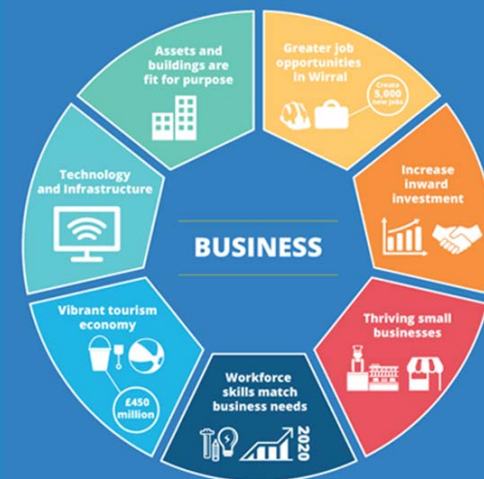 Assets and
buildings are
fit for purpose
Greater job
opportunities
in Wirral
Create
5,000
new jobs
Technology
and Infrastructure
Increase
inward
investment
BUSINESS
Vibrant tourism
economy
£450
million
Thriving small
businesses
Workforce
skills match
business needs
2020